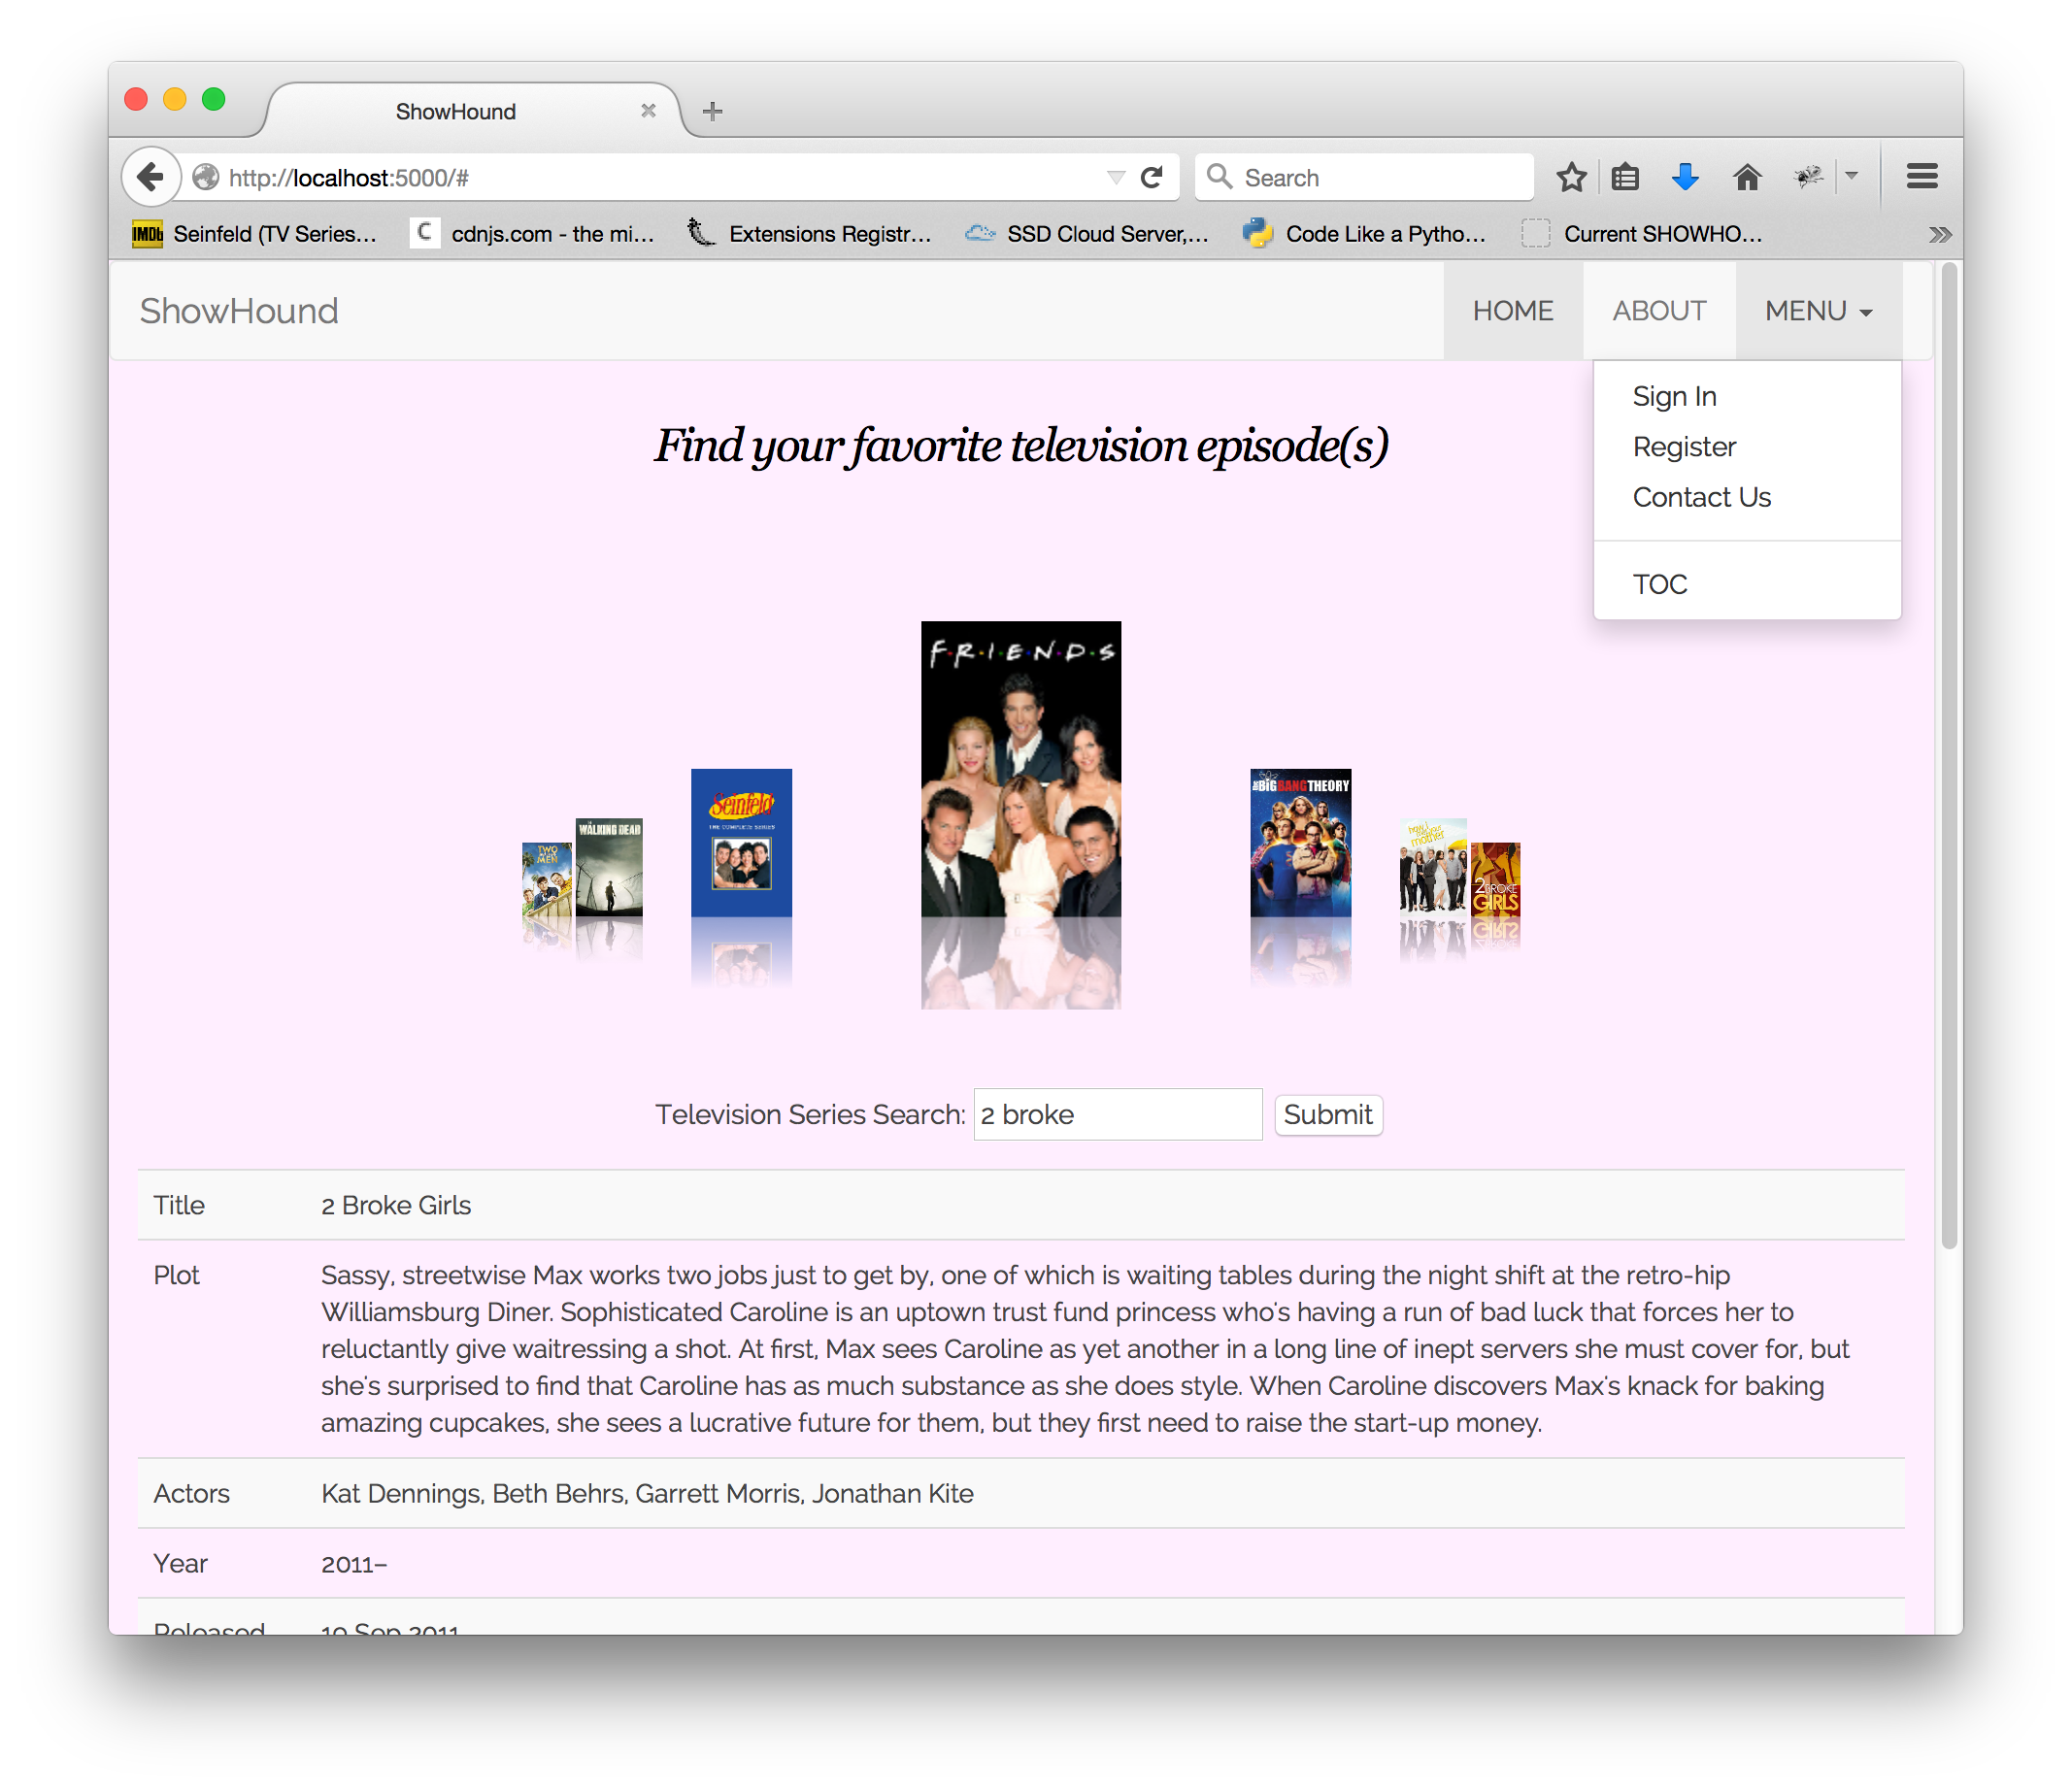 ShowHound
http://localhost:5000/#
Search
Seinfeld (TV Series...
cdnjs.com - the mi...
Extensions Registr...
SSD Cloud Server,...
Code Like a Pytho...
Current SHOWHO...
ShowHound
HOME
ABOUT
MENU
Sign In
Register
Contact Us
TOC
Find your favorite television episode(s)
F·R·I·E·N·D·S
TWO
MEN
WALKING DEAD
Seinfeld
THE COMPLETE SERIES
THE BIG BANG THEORY
how i
mother
2 BROKE
GIRLS
Television Series Search: 2 broke Submit
Title 2 Broke Girls
Plot Sassy, streetwise Max works two jobs just to get by, one of which is waiting tables during the night shift at the retro-hip
Williamsburg Diner. Sophisticated Caroline is an uptown trust fund princess who's having a run of bad luck that forces her to
reluctantly give waitressing a shot. At first, Max sees Caroline as yet another in a long line of inept servers she must cover for, but
she's surprised to find that Caroline has as much substance as she does style. When Caroline discovers Max's knack for baking
amazing cupcakes, she sees a lucrative future for them, but they first need to raise the start-up money.
Actors Kat Dennings, Beth Behrs, Garrett Morris, Jonathan Kite
Year 2011–
Released 19 Sep 2011